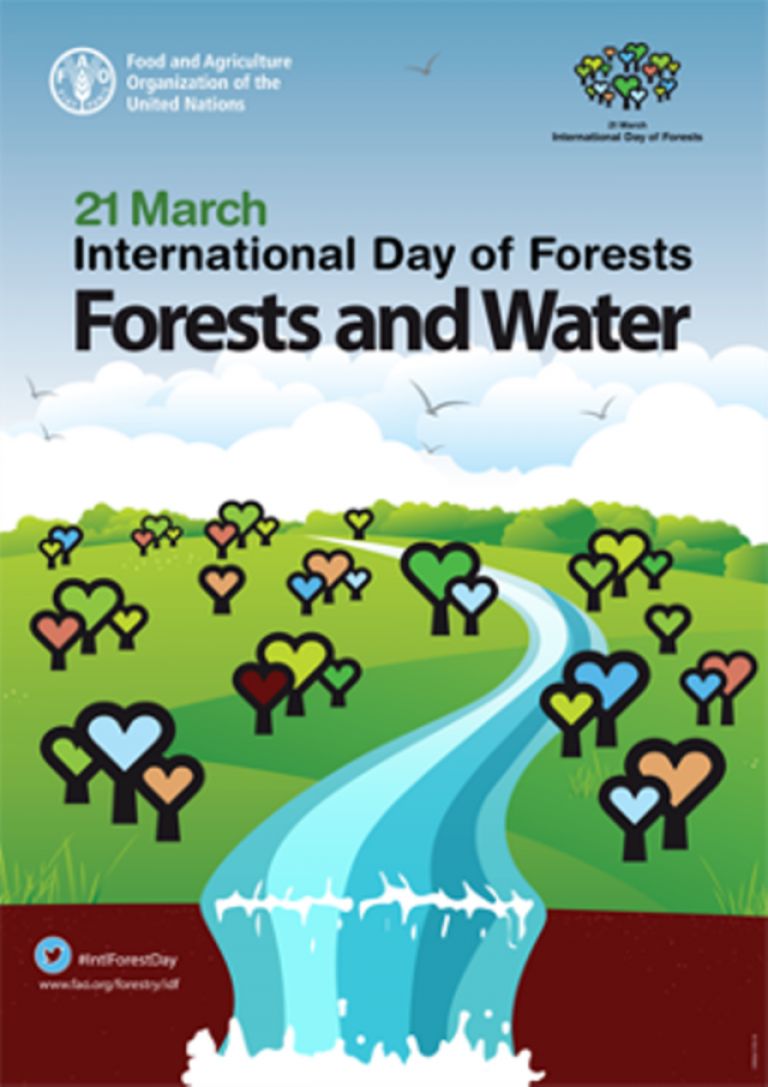 FAO
Food and Agriculture
Organization of the
United Nations
21 March
International Day of Forests
21 March
International Day of Forests
Forests and Water
#IntlForestDay
www.fao.org/forestry/idf